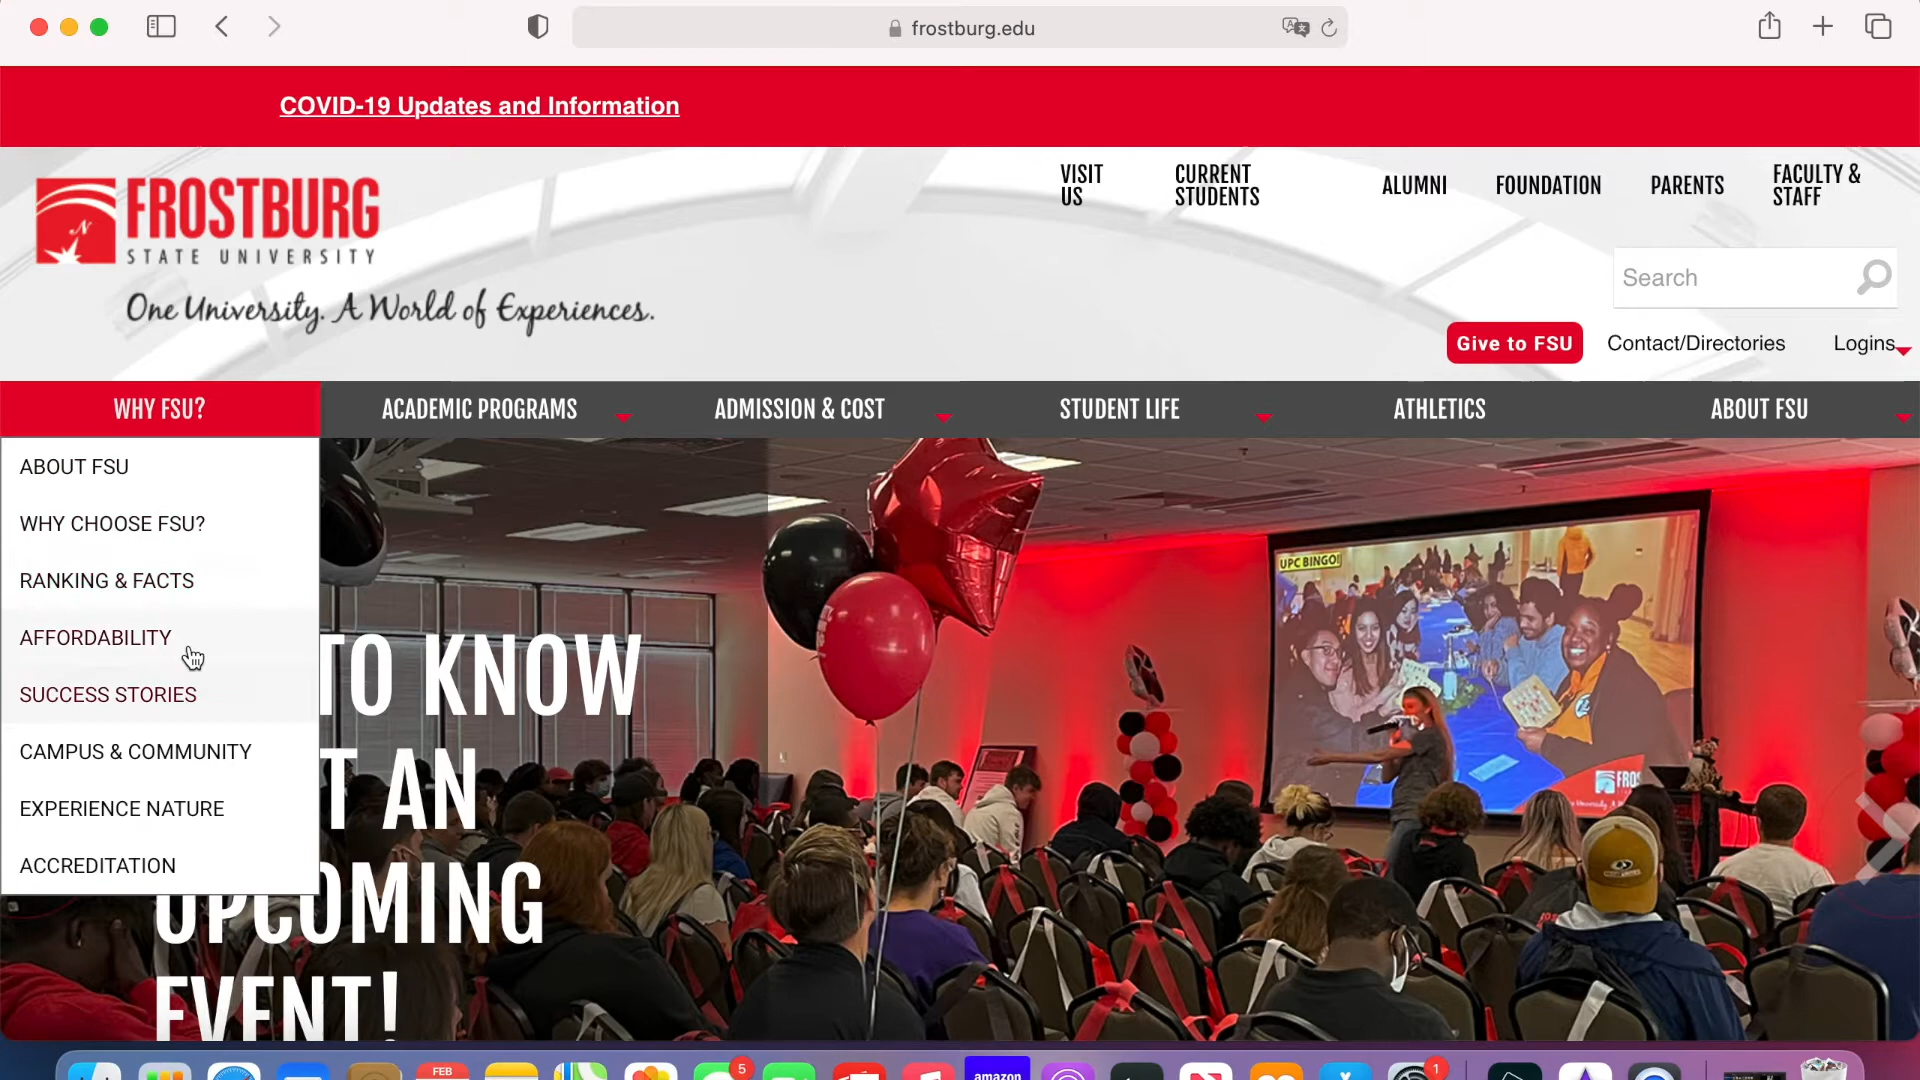 frostburg.edu
COVID-19 Updates and Information
VISIT US
CURRENT STUDENTS
ALUMNI
FOUNDATION
PARENTS
FACULTY & STAFF
FROSTBURG
STATE UNIVERSITY
One University. A World of Experiences.
Search
Give to FSU
Contact/Directories
Logins
WHY FSU?
ACADEMIC PROGRAMS
ADMISSION & COST
STUDENT LIFE
ATHLETICS
ABOUT FSU
ABOUT FSU
WHY CHOOSE FSU?
RANKING & FACTS
AFFORDABILITY
SUCCESS STORIES
CAMPUS & COMMUNITY
EXPERIENCE NATURE
ACCREDITATION
UPC BINGO!
TO KNOW
T AN
UPCOMING
EVENT!
FROS
FEB
5
amazon
1